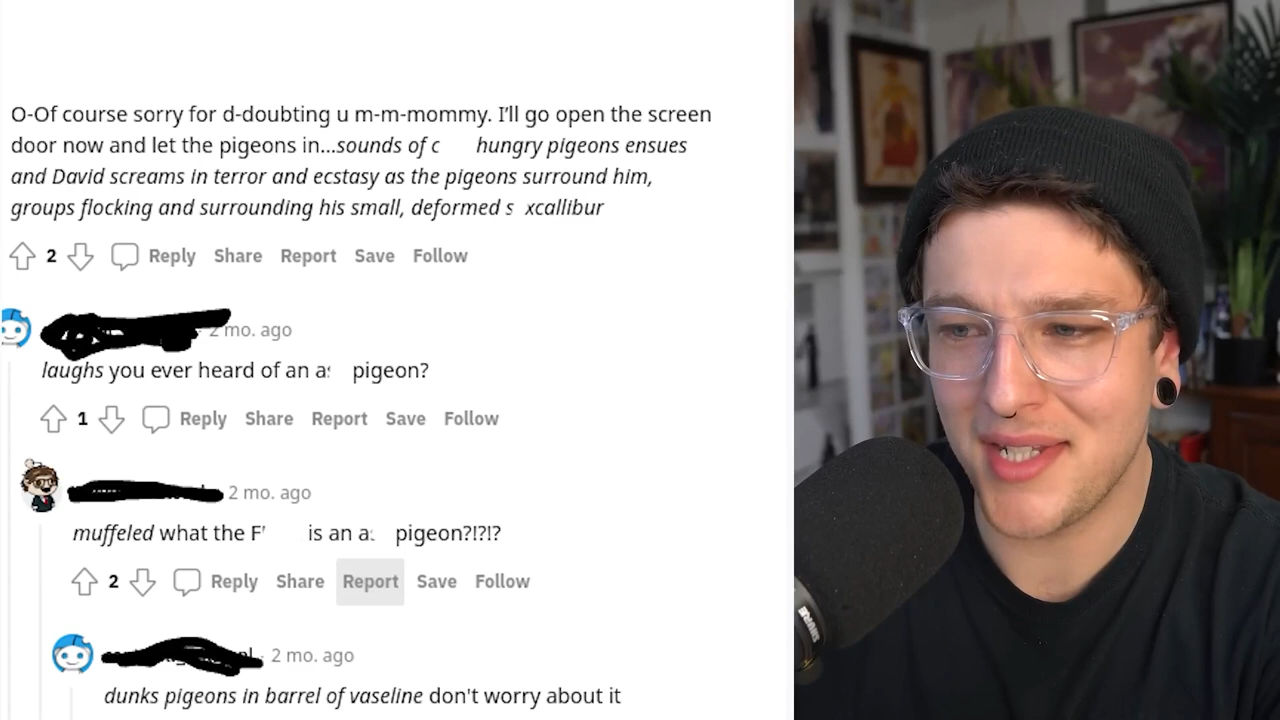 O-Of course sorry for d-doubting u m-m-mommy. I'll go open the screen
door now and let the pigeons in...sounds of c hungry pigeons ensues
and David screams in terror and ecstasy as the pigeons surround him,
groups flocking and surrounding his small, deformed s xcallibur
2 Reply Share Report Save Follow
2 mo. ago
laughs you ever heard of an a pigeon?
1 Reply Share Report Save Follow
2 mo. ago
muffeled what the F is an a pigeon?!?!?
2 Reply Share Report Save Follow
2 mo. ago
dunks pigeons in barrel of vaseline don't worry about it